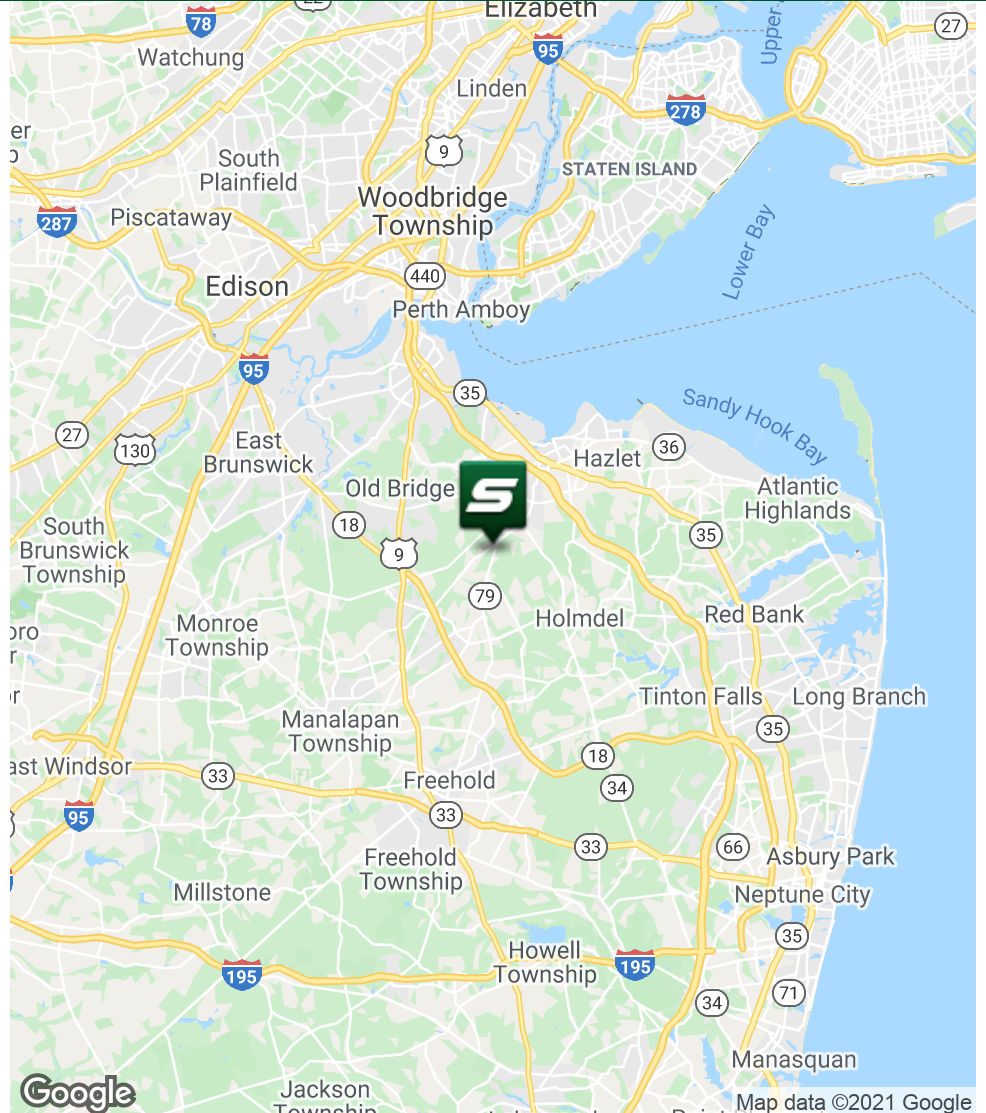 Elizabeth
22
78
27
Watchung
95
Upper
Linden
278
9
South
Plainfield
STATEN ISLAND
Woodbridge
Township
287
Piscataway
Lower Bay
440
Edison
Perth Amboy
95
35
Sandy Hook Bay
27
130
East
Brunswick
Hazlet
36
Old Bridge
S
Atlantic
Highlands
18
35
South
Brunswick
Township
9
79
Holmdel
Red Bank
Monroe
Township
Tinton Falls
Long Branch
Manalapan
Township
35
18
ast Windsor
33
Freehold
34
95
33
33
66
Freehold
Township
Asbury Park
Millstone
Neptune City
35
Howell
Township
195
195
34
71
Manasquan
Jackson
Township
Google
Map data ©2021 Google